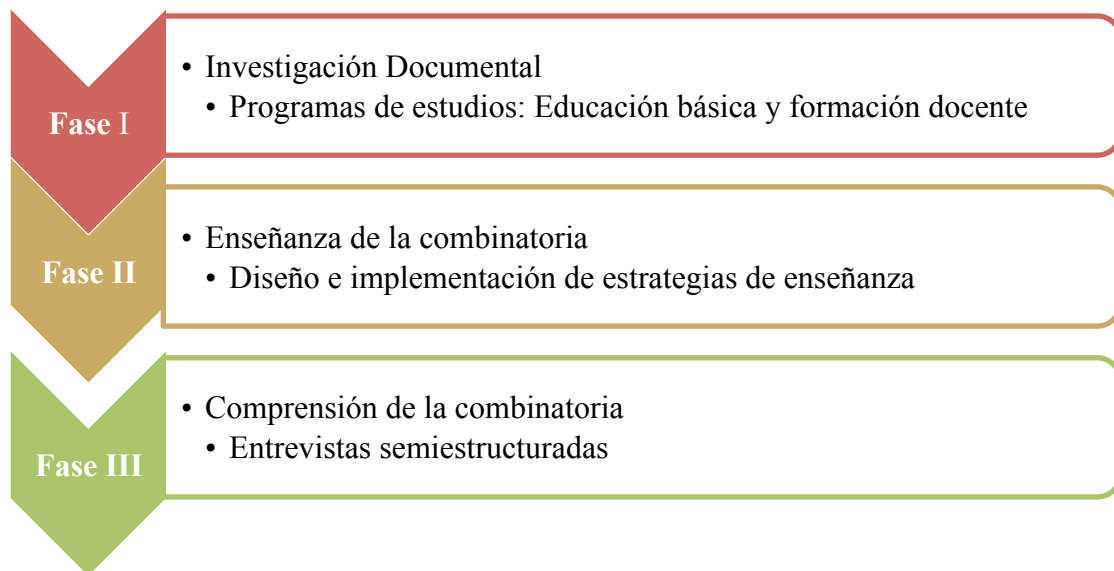 Fase I
• Investigación Documental
• Programas de estudios: Educación básica y formación docente
Fase II
• Enseñanza de la combinatoria
• Diseño e implementación de estrategias de enseñanza
Fase III
• Comprensión de la combinatoria
• Entrevistas semiestructuradas